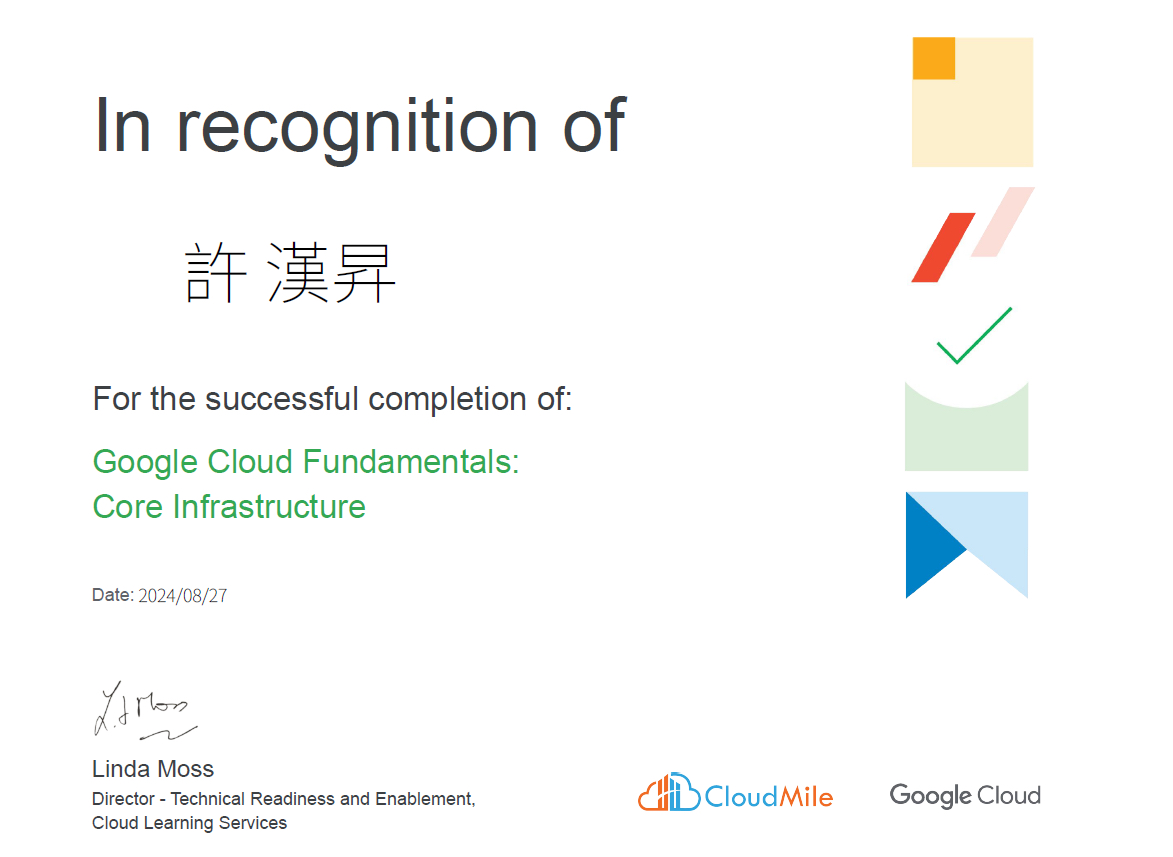 In recognition of
許 漢昇
For the successful completion of:
Google Cloud Fundamentals:
Core Infrastructure
Date: 2024/08/27
L.J Moss
Linda Moss
Director - Technical Readiness and Enablement,
Cloud Learning Services
CloudMile
Google Cloud